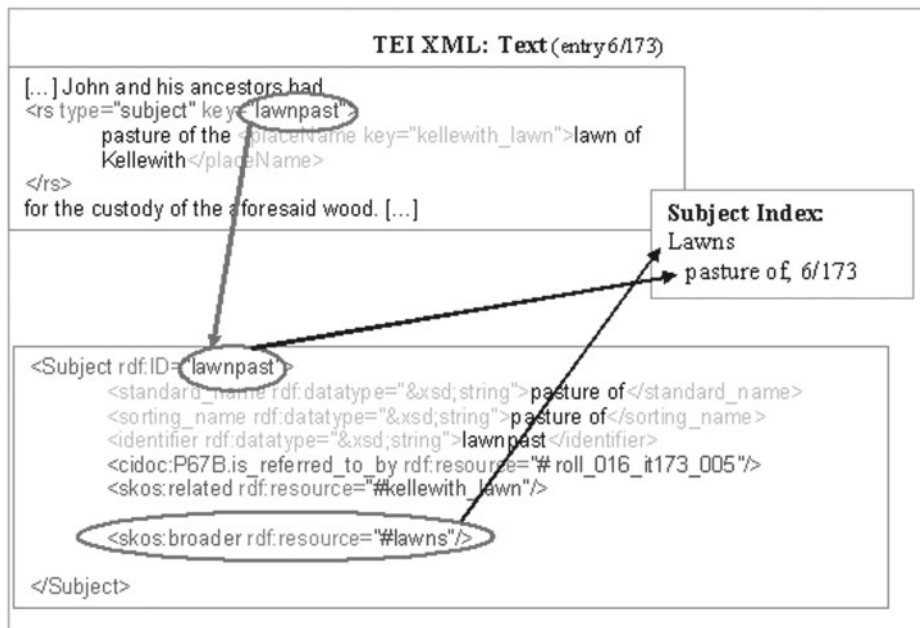 TEI XML: Text (entry 6/173)
[...] John and his ancestors had
<rs type="subject" key="lawnpast">
pasture of the <placeName key="kellewith_lawn">lawn of
Kellewith</placeName>
</rs>
for the custody of the aforesaid wood. [...]
Subject Index:
Lawns
pasture of, 6/173
<Subject rdf:ID="lawnpast">
<standard_name rdf:datatype="&xsd;string">pasture of</standard_name>
<sorting_name rdf:datatype="&xsd;string">pasture of</sorting_name>
<identifier rdf:datatype="&xsd;string">lawnpast</identifier>
<cidoc:P67B.is_referred_to_by rdf:resource="# roll_016_it173_005"/>
<skos:related rdf:resource="#kellewith_lawn"/>
<skos:broader rdf:resource="#lawns"/>
</Subject>